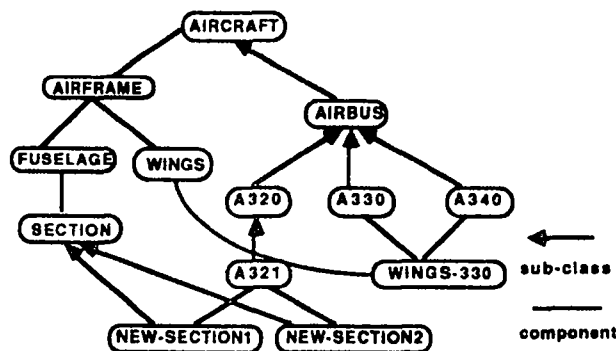 AIRCRAFT
AIRFRAME
AIRBUS
FUSELAGE
WINGS
A320
A330
A340
SECTION
sub-class
A321
WINGS-330
component
NEW-SECTION1
NEW-SECTION2